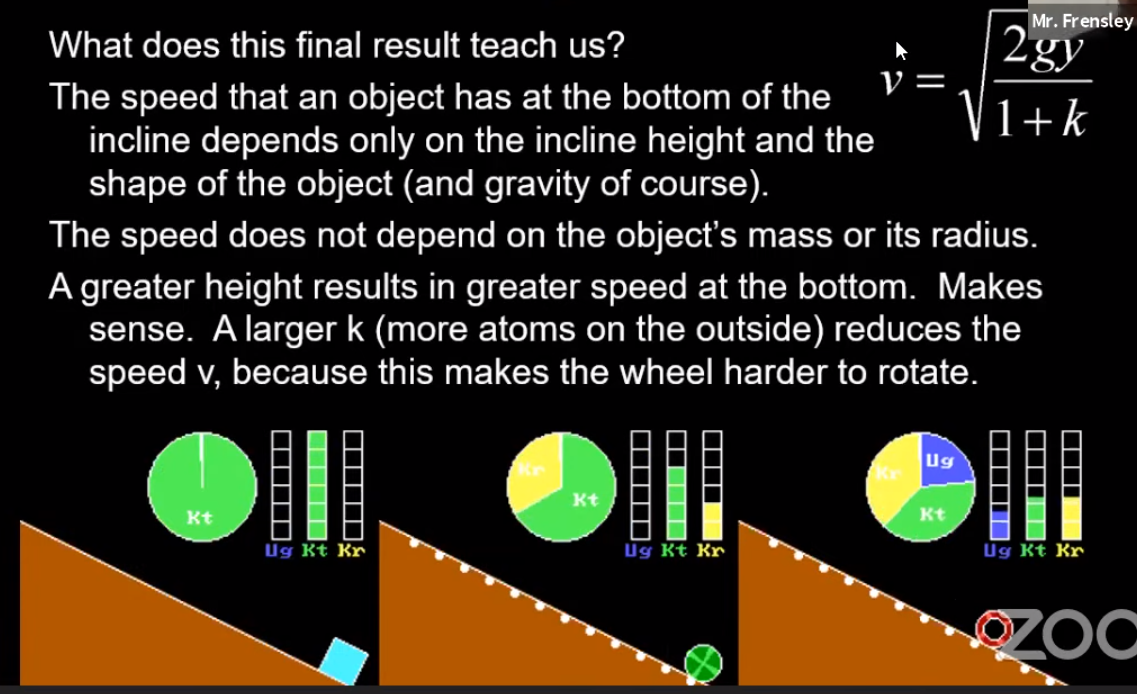 Mr. Frensley
What does this final result teach us?
v = √(2gy / 1 + k)
The speed that an object has at the bottom of the
incline depends only on the incline height and the
shape of the object (and gravity of course).
The speed does not depend on the object's mass or its radius.
A greater height results in greater speed at the bottom. Makes
sense. A larger k (more atoms on the outside) reduces the
speed v, because this makes the wheel harder to rotate.
Kt
Ug Kt Kr
Kr Kt
Ug Kt Kr
Kr Ug Kt
Ug Kt Kr
ZOO